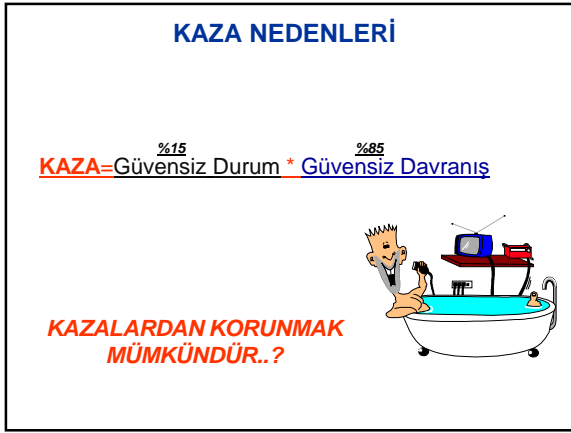 KAZA NEDENLERİ
%15 %85
KAZA=Güvensiz Durum * Güvensiz Davranış
KAZALARDAN KORUNMAK
MÜMKÜNDÜR..?